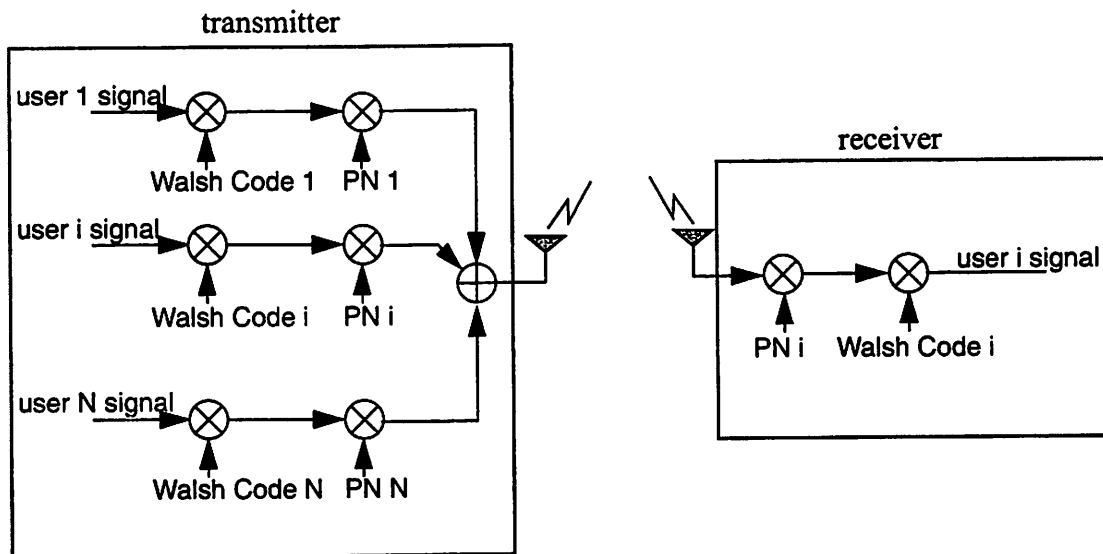 transmitter
user 1 signal
Walsh Code 1 PN 1
user i signal
Walsh Code i PN i
user N signal
Walsh Code N PN N
receiver
user i signal
PN i Walsh Code i